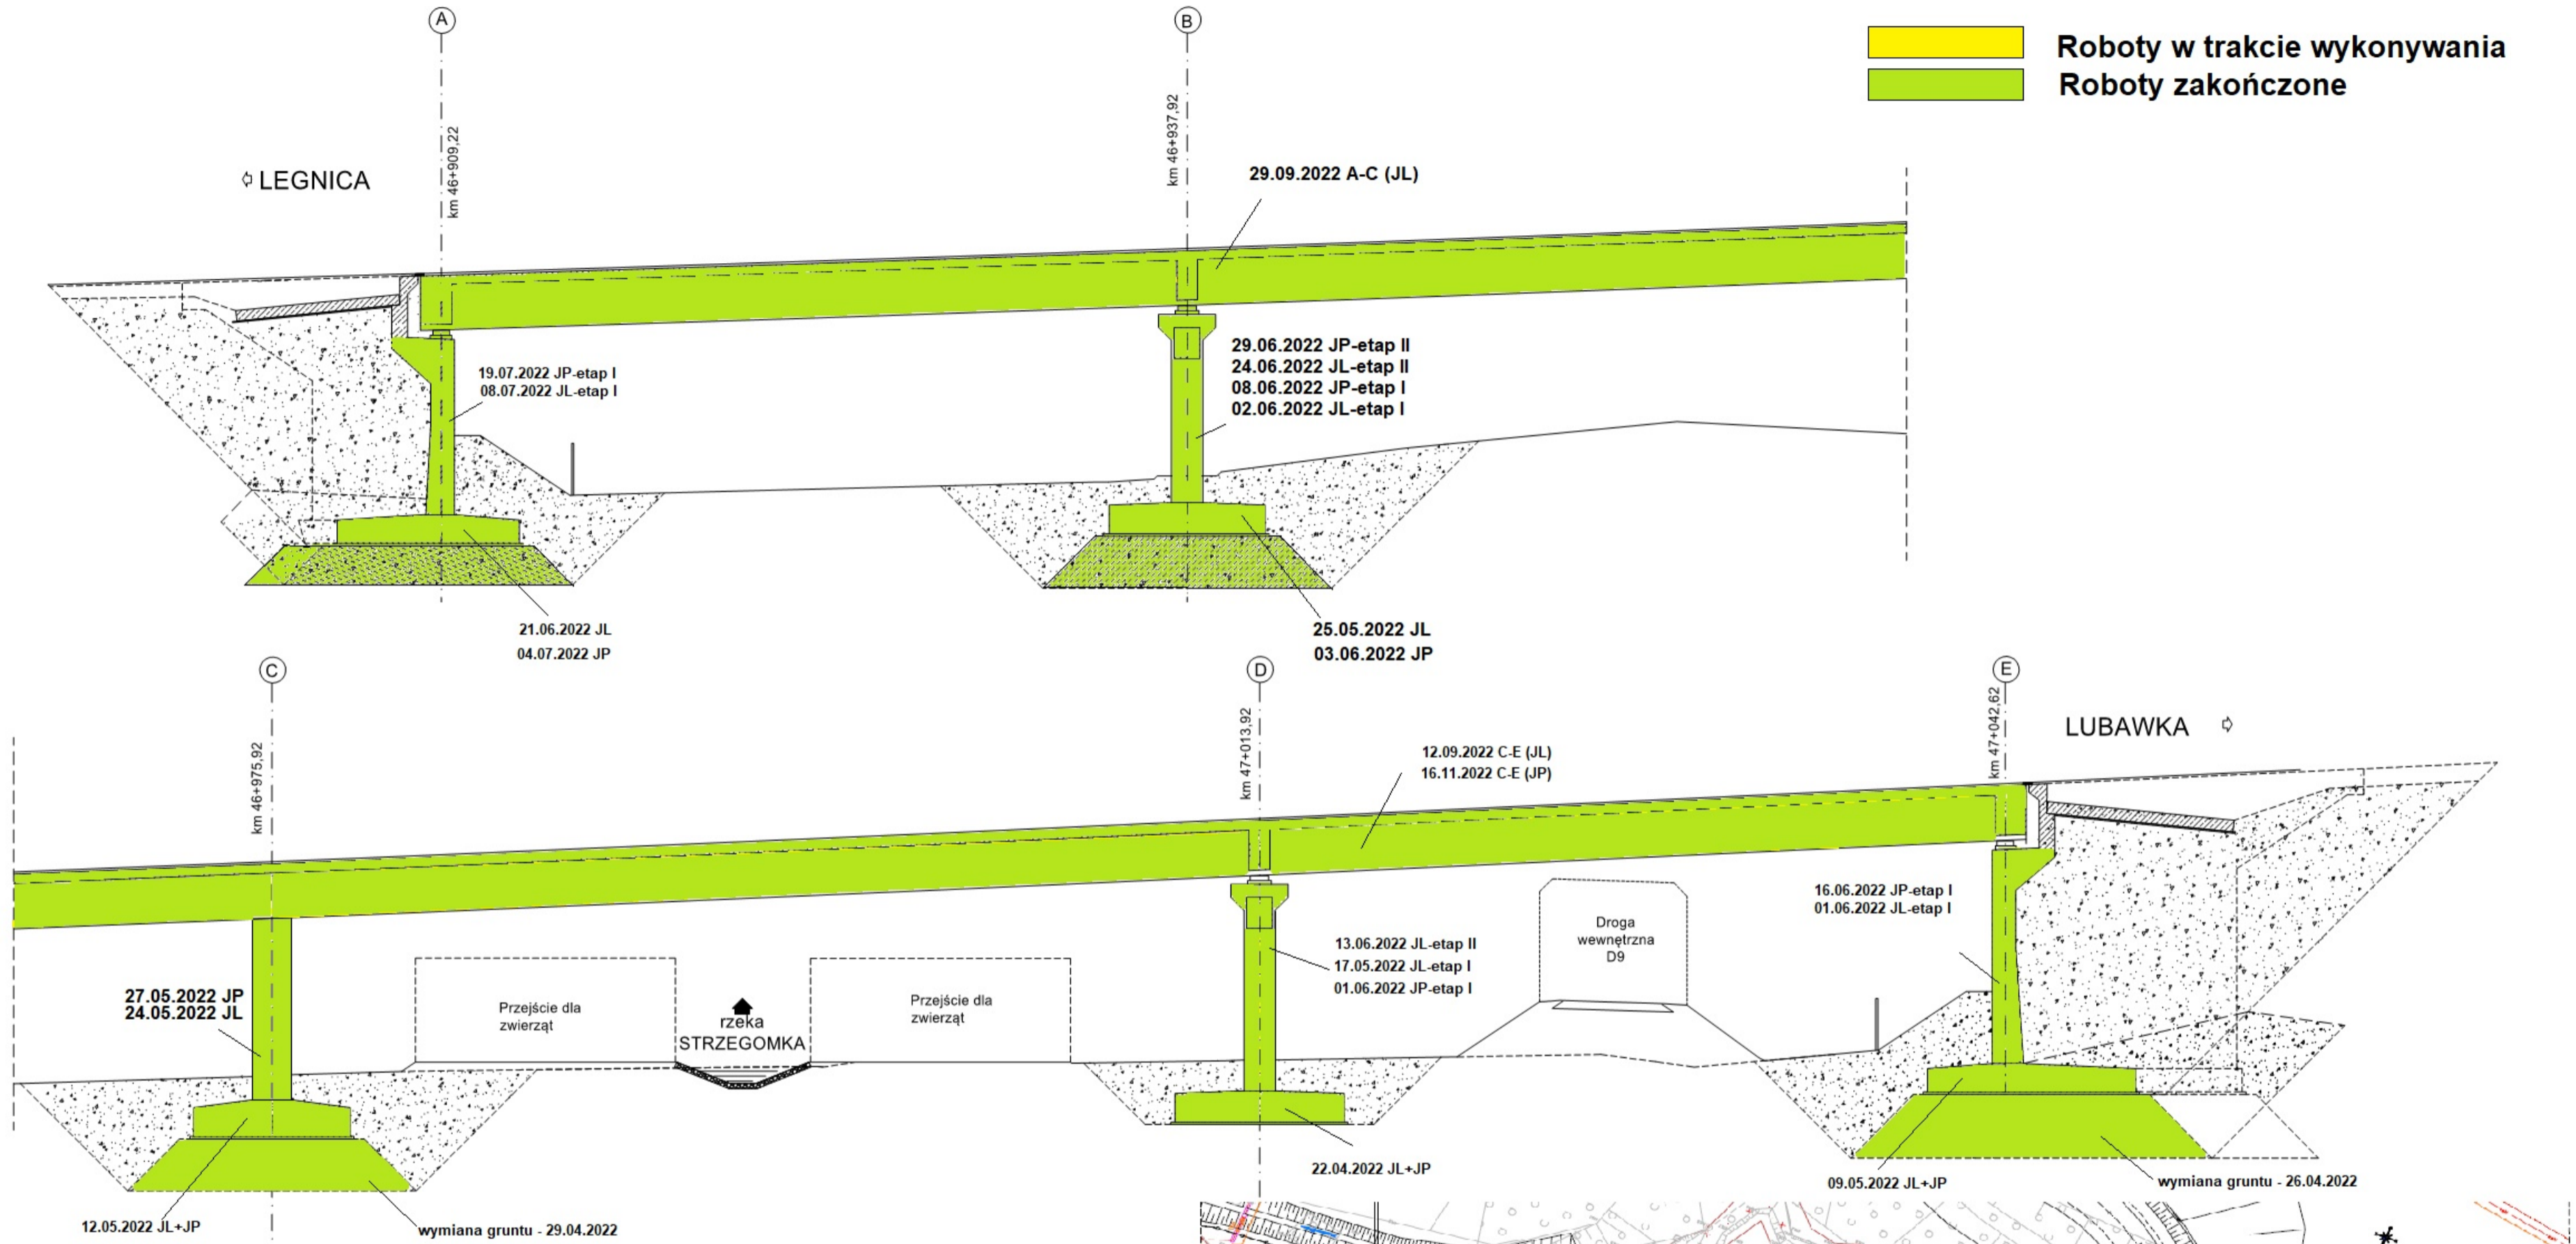 A
B
Roboty w trakcie wykonywania
Roboty zakończone
km 46+909,22
km 46+937,92
LEGNICA
29.09.2022 A-C (JL)
19.07.2022 JP-etap I
08.07.2022 JL-etap I
29.06.2022 JP-etap II
24.06.2022 JL-etap II
08.06.2022 JP-etap I
02.06.2022 JL-etap I
21.06.2022 JL
04.07.2022 JP
25.05.2022 JL
03.06.2022 JP
C
D
E
km 46+975,92
km 47+013,92
km 47+042,62
LUBAWKA
12.09.2022 C-E (JL)
16.11.2022 C-E (JP)
27.05.2022 JP
24.05.2022 JL
Przejście dla
zwierząt
rzeka
STRZEGOMKA
Przejście dla
zwierząt
13.06.2022 JL-etap II
17.05.2022 JL-etap I
01.06.2022 JP-etap I
Droga
wewnętrzna
D9
16.06.2022 JP-etap I
01.06.2022 JL-etap I
12.05.2022 JL+JP
wymiana gruntu - 29.04.2022
22.04.2022 JL+JP
09.05.2022 JL+JP
wymiana gruntu - 26.04.2022